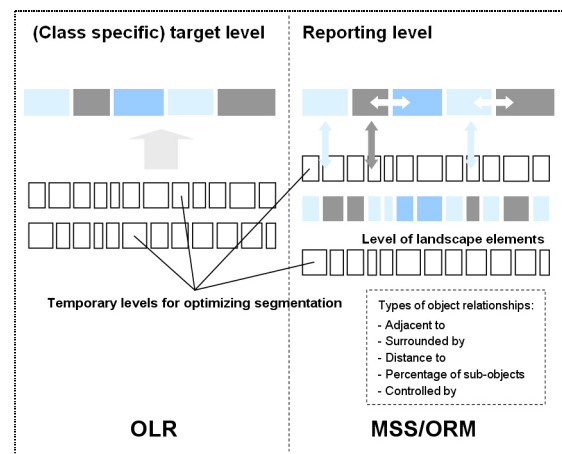 (Class specific) target level
Reporting level
Level of landscape elements
Temporary levels for optimizing segmentation
Types of object relationships:
- Adjacent to
- Surrounded by
- Distance to
- Percentage of sub-objects
- Controlled by
OLR
MSS/ORM